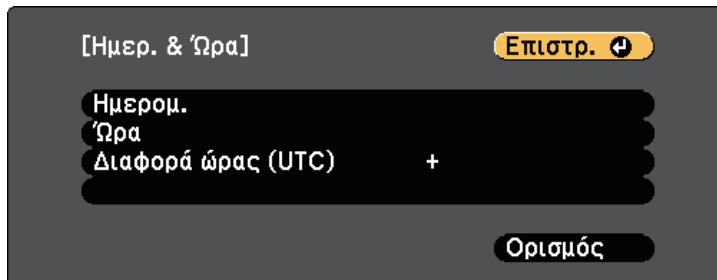 [Ημερ. & Ώρα] Επιστρ.
Ημερομ.
Ώρα
Διαφορά ώρας (UTC) +
Ορισμός